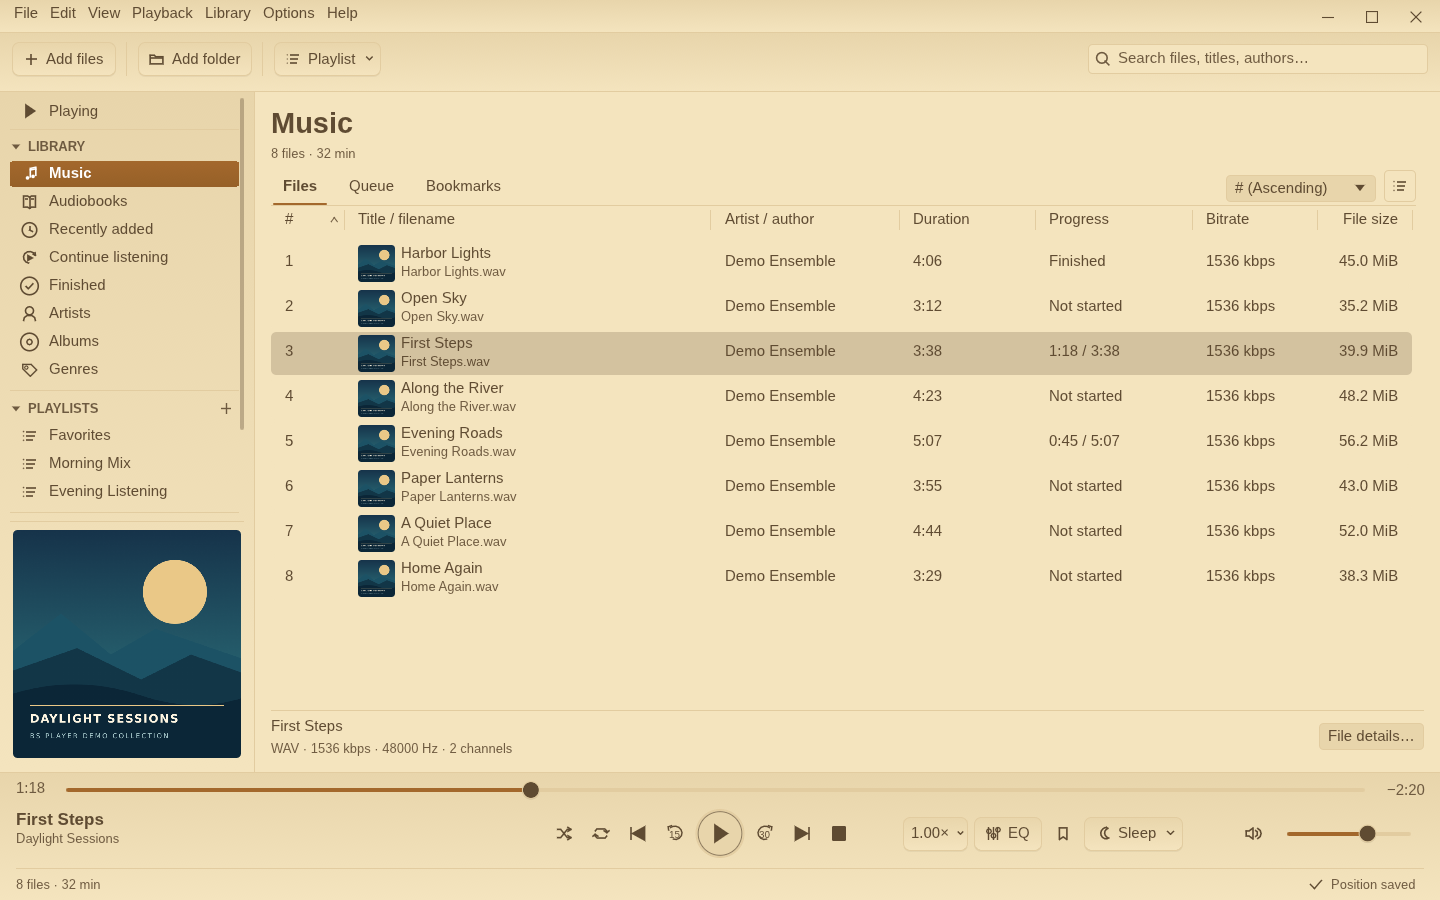 File Edit View Playback Library Options Help
Add files Add folder Playlist Search files, titles, authors…
Playing
LIBRARY
Music
Audiobooks
Recently added
Continue listening
Finished
Artists
Albums
Genres
PLAYLISTS
Favorites
Morning Mix
Evening Listening
DAYLIGHT SESSIONS
BS PLAYER DEMO COLLECTION
Music
8 files · 32 min
Files Queue Bookmarks # (Ascending)
# Title / filename Artist / author Duration Progress Bitrate File size
1 Harbor Lights Demo Ensemble 4:06 Finished 1536 kbps 45.0 MiB
Harbor Lights.wav
2 Open Sky Demo Ensemble 3:12 Not started 1536 kbps 35.2 MiB
Open Sky.wav
3 First Steps Demo Ensemble 3:38 1:18 / 3:38 1536 kbps 39.9 MiB
First Steps.wav
4 Along the River Demo Ensemble 4:23 Not started 1536 kbps 48.2 MiB
Along the River.wav
5 Evening Roads Demo Ensemble 5:07 0:45 / 5:07 1536 kbps 56.2 MiB
Evening Roads.wav
6 Paper Lanterns Demo Ensemble 3:55 Not started 1536 kbps 43.0 MiB
Paper Lanterns.wav
7 A Quiet Place Demo Ensemble 4:44 Not started 1536 kbps 52.0 MiB
A Quiet Place.wav
8 Home Again Demo Ensemble 3:29 Not started 1536 kbps 38.3 MiB
Home Again.wav
First Steps
WAV · 1536 kbps · 48000 Hz · 2 channels
File details…
1:18 −2:20
First Steps
Daylight Sessions
15 30 1.00× EQ Sleep
8 files · 32 min Position saved